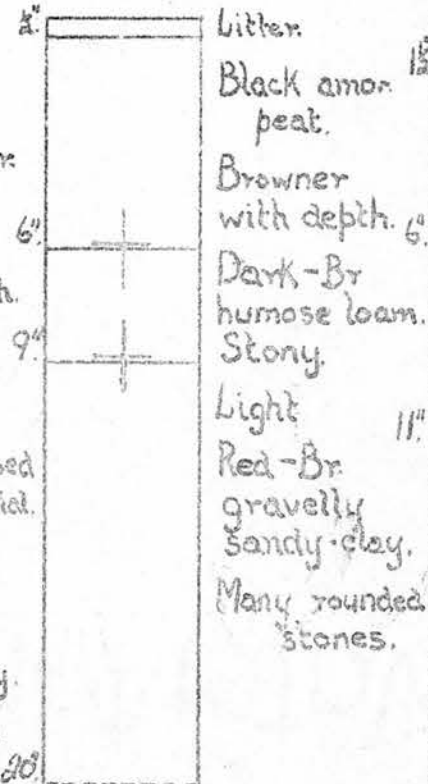 ½"
Litter.
Black amor.
peat.
Browner
with depth.
6"
Dark-Br
humose loam.
Stony.
9"
Light
Red-Br.
gravelly
sandy-clay.
Many rounded
stones.
20"
6"
11"